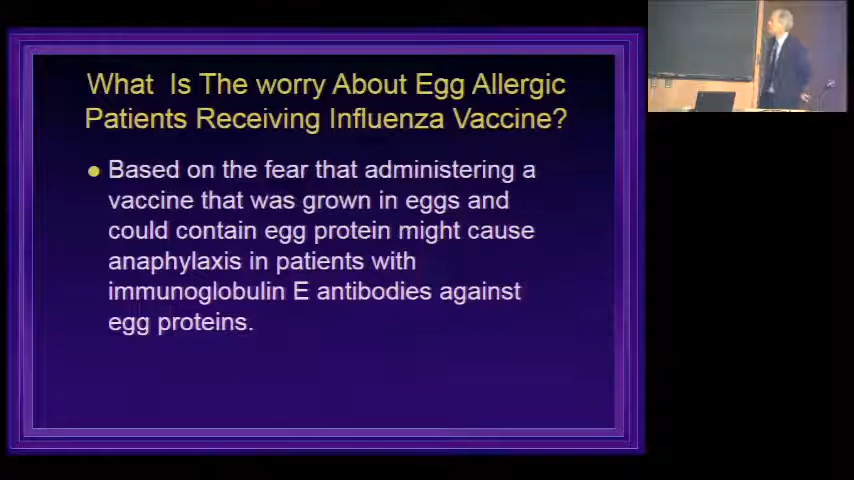 What Is The worry About Egg Allergic
Patients Receiving Influenza Vaccine?
Based on the fear that administering a
vaccine that was grown in eggs and
could contain egg protein might cause
anaphylaxis in patients with
immunoglobulin E antibodies against
egg proteins.